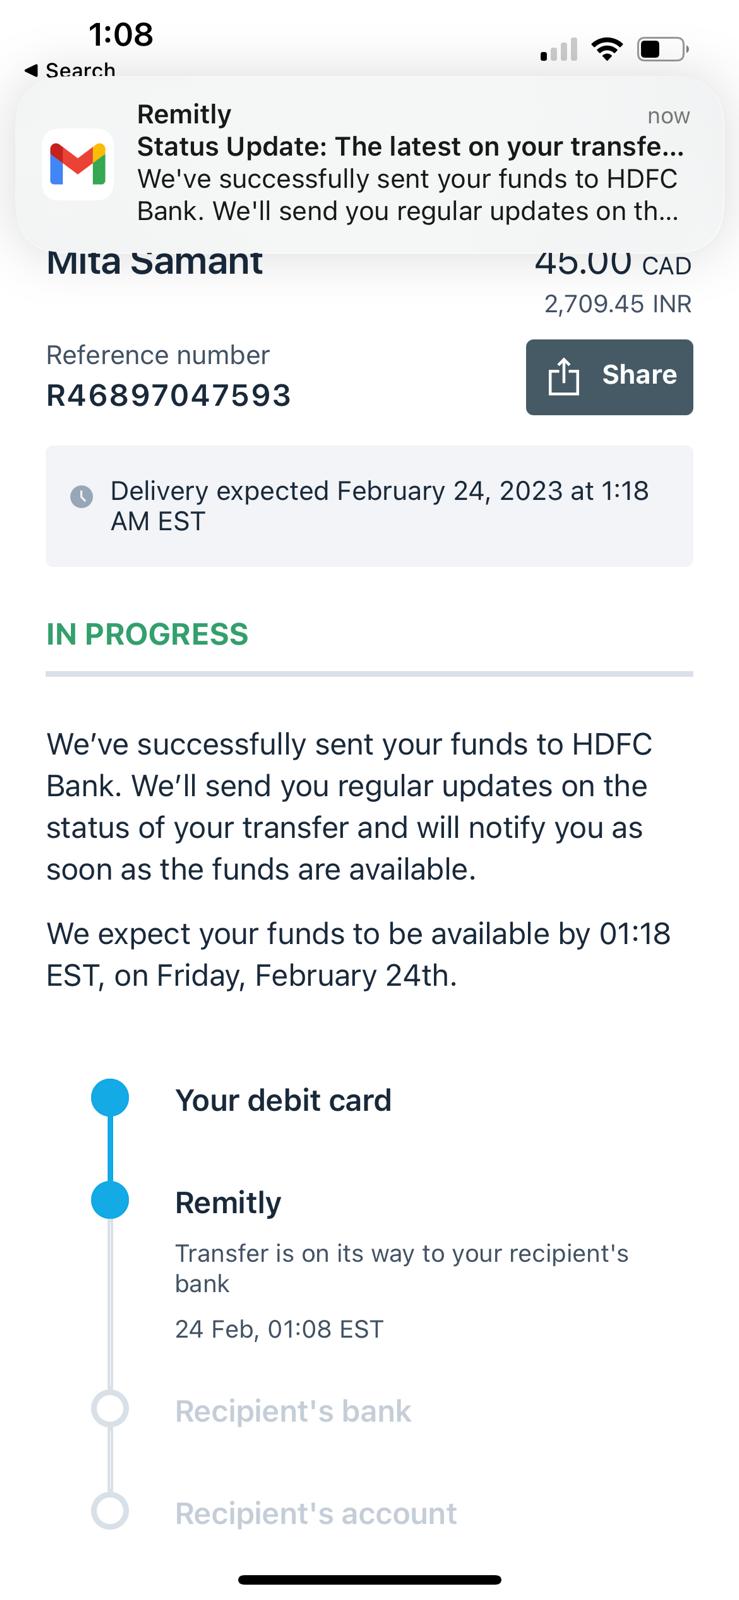 1:08
◀ Search
Remitly
now
Status Update: The latest on your transfe...
We've successfully sent your funds to HDFC
Bank. We'll send you regular updates on th...
Mita Samant
45.00 CAD
2,709.45 INR
Reference number
R46897047593
Share
Delivery expected February 24, 2023 at 1:18
AM EST
IN PROGRESS
We’ve successfully sent your funds to HDFC
Bank. We’ll send you regular updates on the
status of your transfer and will notify you as
soon as the funds are available.
We expect your funds to be available by 01:18
EST, on Friday, February 24th.
Your debit card
Remitly
Transfer is on its way to your recipient's
bank
24 Feb, 01:08 EST
Recipient's bank
Recipient's account